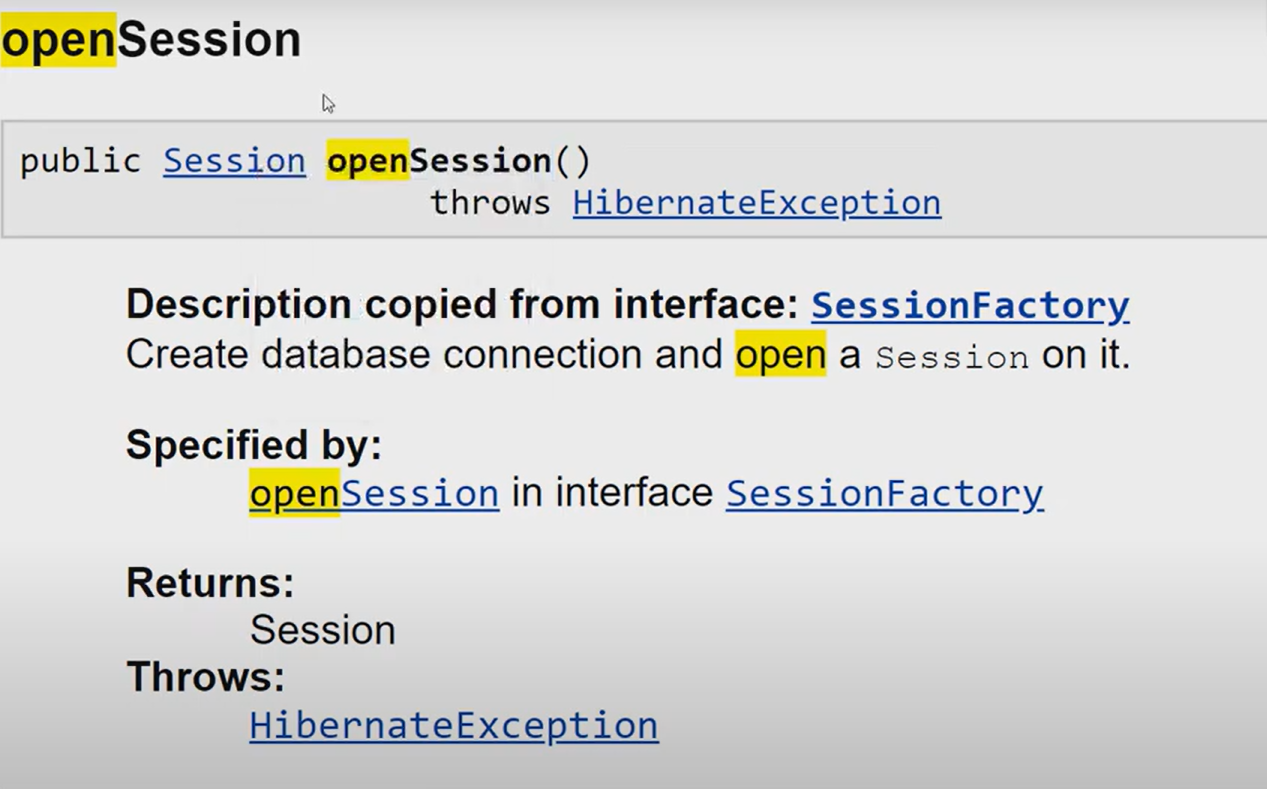 openSession
public Session openSession()
throws HibernateException
Description copied from interface: SessionFactory
Create database connection and open a Session on it.
Specified by:
openSession in interface SessionFactory
Returns:
Session
Throws:
HibernateException